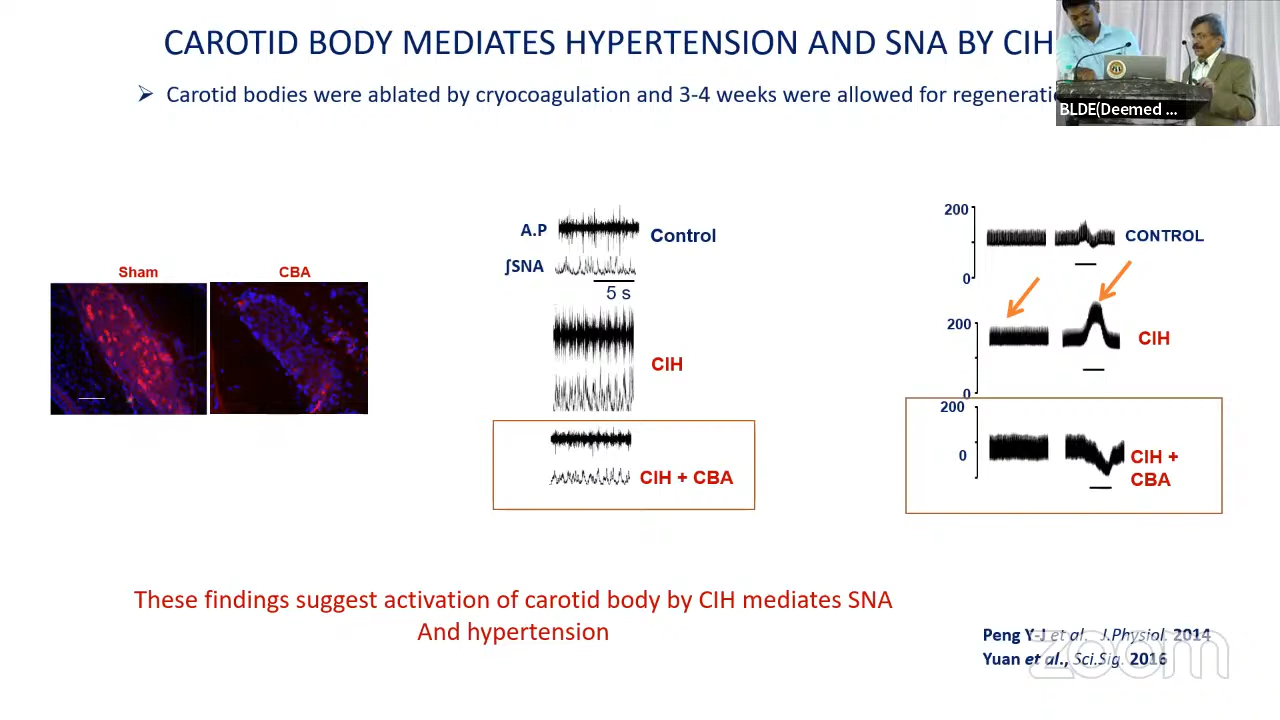 CAROTID BODY MEDIATES HYPERTENSION AND SNA BY CIH
➢ Carotid bodies were ablated by cryocoagulation and 3-4 weeks were allowed for
BLDE(Deemed ...
Sham
CBA
A.P
Control
∫SNA
5 s
CIH
CIH + CBA
200
0
CONTROL
200
0
CIH
200
0
CIH +
CBA
These findings suggest activation of carotid body by CIH mediates SNA
And hypertension
Peng Y-J et al, J.Physiol. 2014
Yuan et al., Sci.Sig. 2016
zoom